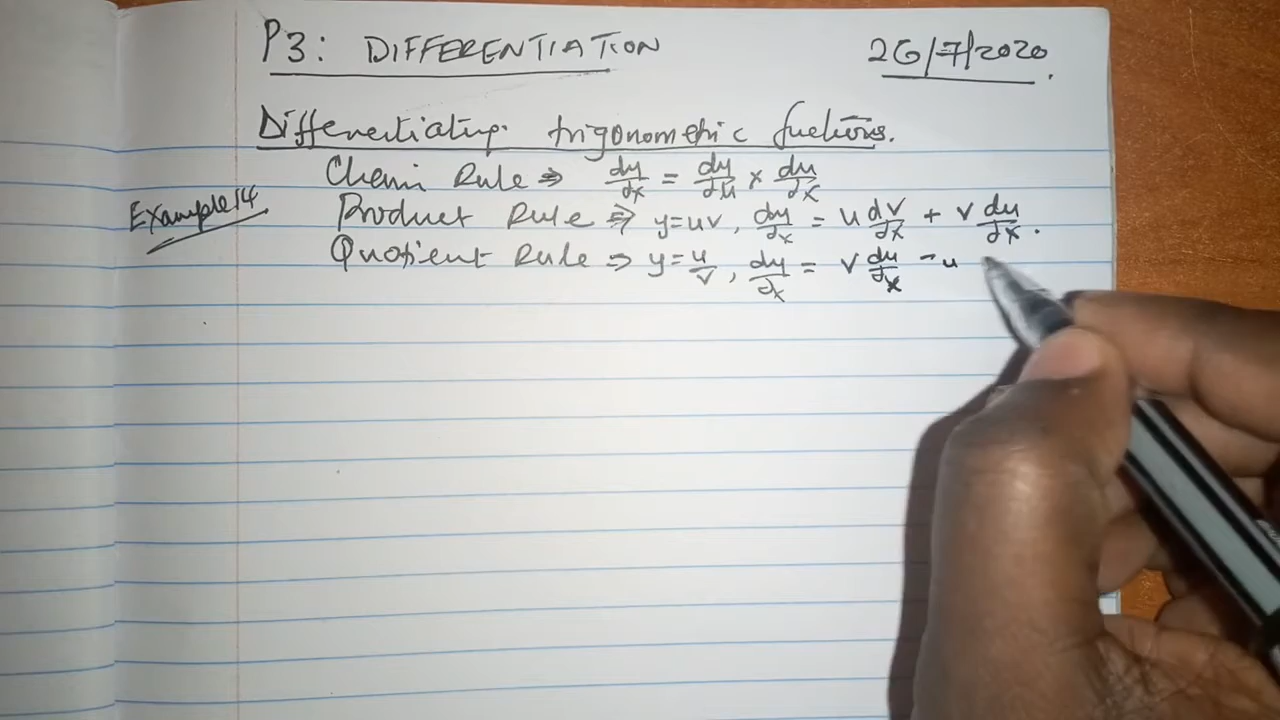 P3: DIFFERENTIATION 26/7/2020.
Differentiating trigonometric fuctions.
Chain Rule ⇒ dy/dx = dy/du × du/dx
Example 14
Product Rule ⇒ y=uv, dy/dx = u dv/dx + v du/dx.
Quotient Rule ⇒ y=u/v, dy/dx = v du/dx - u